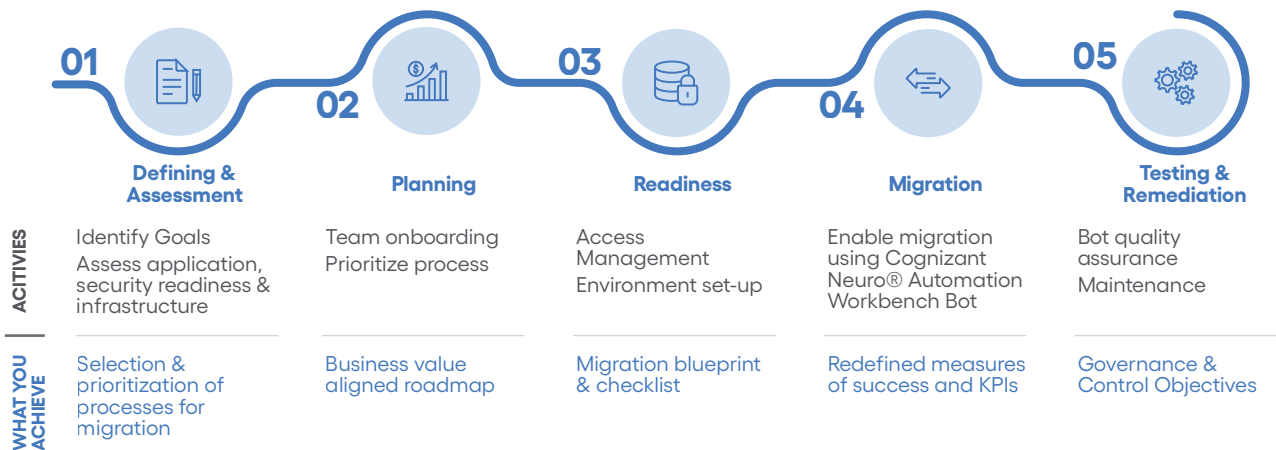 01
02
03
04
05
Defining &
Assessment
Planning
Readiness
Migration
Testing &
Remediation
ACITIVIES
Identify Goals
Assess application,
security readiness &
infrastructure
Team onboarding
Prioritize process
Access
Management
Environment set-up
Enable migration
using Cognizant
Neuro® Automation
Workbench Bot
Bot quality
assurance
Maintenance
WHAT YOU
ACHIEVE
Selection &
prioritization of
processes for
migration
Business value
aligned roadmap
Migration blueprint
& checklist
Redefined measures
of success and KPIs
Governance &
Control Objectives